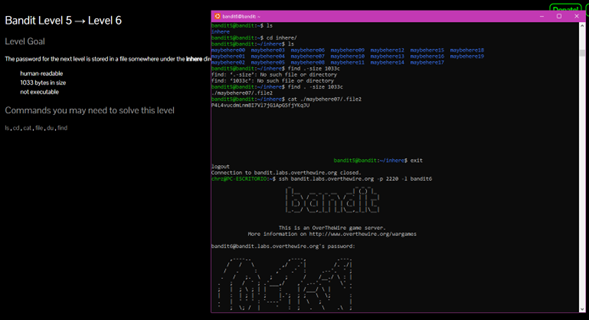 Donate!
Bandit Level 5 → Level 6
Level Goal
The password for the next level is stored in a file somewhere under the inhere
human-readable
1033 bytes in size
not executable
Commands you may need to solve this level
ls, cd, cat, file, du, find
bandit5@bandit: ~
bandit5@bandit:~$ ls
inhere
bandit5@bandit:~$ cd inhere/
bandit5@bandit:~/inhere$ ls
maybehere00 maybehere03 maybehere06 maybehere09 maybehere12 maybehere15 maybehere18
maybehere01 maybehere04 maybehere07 maybehere10 maybehere13 maybehere16 maybehere19
maybehere02 maybehere05 maybehere08 maybehere11 maybehere14 maybehere17
bandit5@bandit:~/inhere$ find .-size 1033c
find: ".-size": No such file or directory
find: "1033c": No such file or directory
bandit5@bandit:~/inhere$ find . -size 1033c
./maybehere07/.file2
bandit5@bandit:~/inhere$ cat ./maybehere07/.file2
bandit5@bandit:~/inhere$ exit
logout
Connection to bandit.labs.overthewire.org closed.
$ ssh bandit.labs.overthewire.org -p 2220 -l bandit6
This is an OverTheWire game server.
More information on http://www.overthewire.org/wargames
bandit6@bandit.labs.overthewire.org's password: